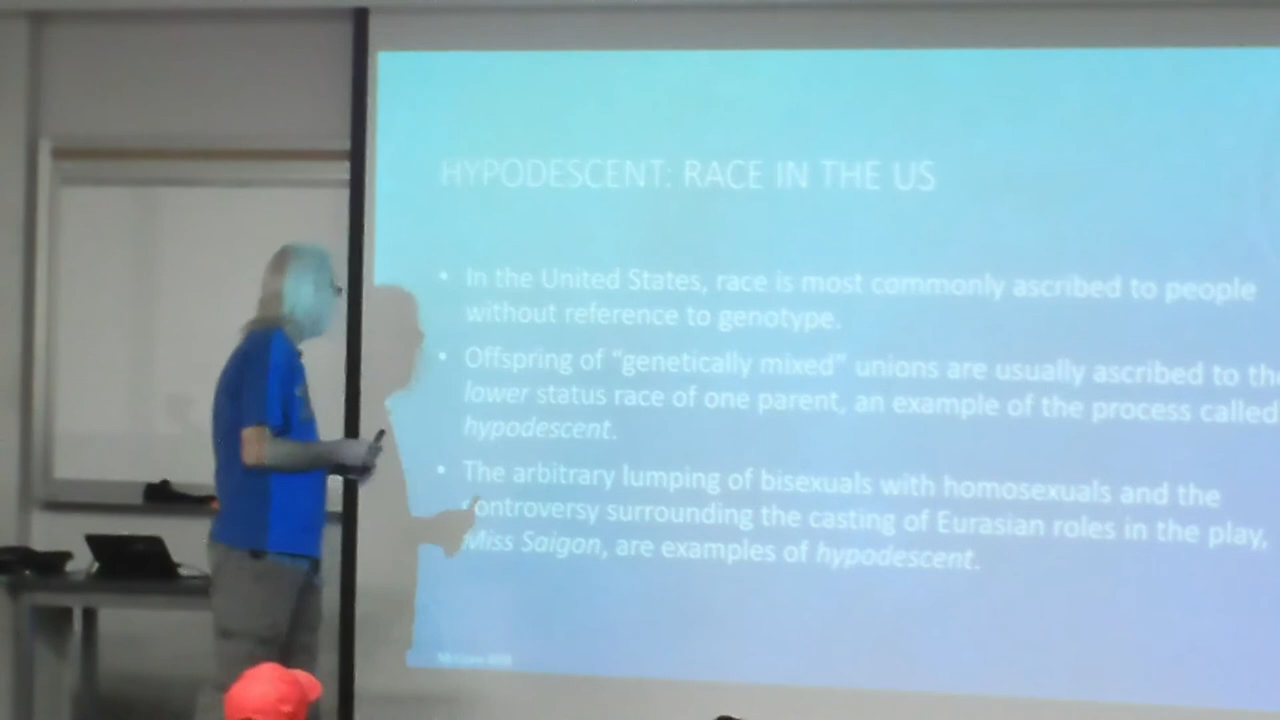 HYPODESCENT: RACE IN THE US
• In the United States, race is most commonly ascribed to people
without reference to genotype.
• Offspring of “genetically mixed” unions are usually ascribed to the
lower status race of one parent, an example of the process called
hypodescent.
• The arbitrary lumping of bisexuals with homosexuals and the
controversy surrounding the casting of Eurasian roles in the play,
Miss Saigon, are examples of hypodescent.